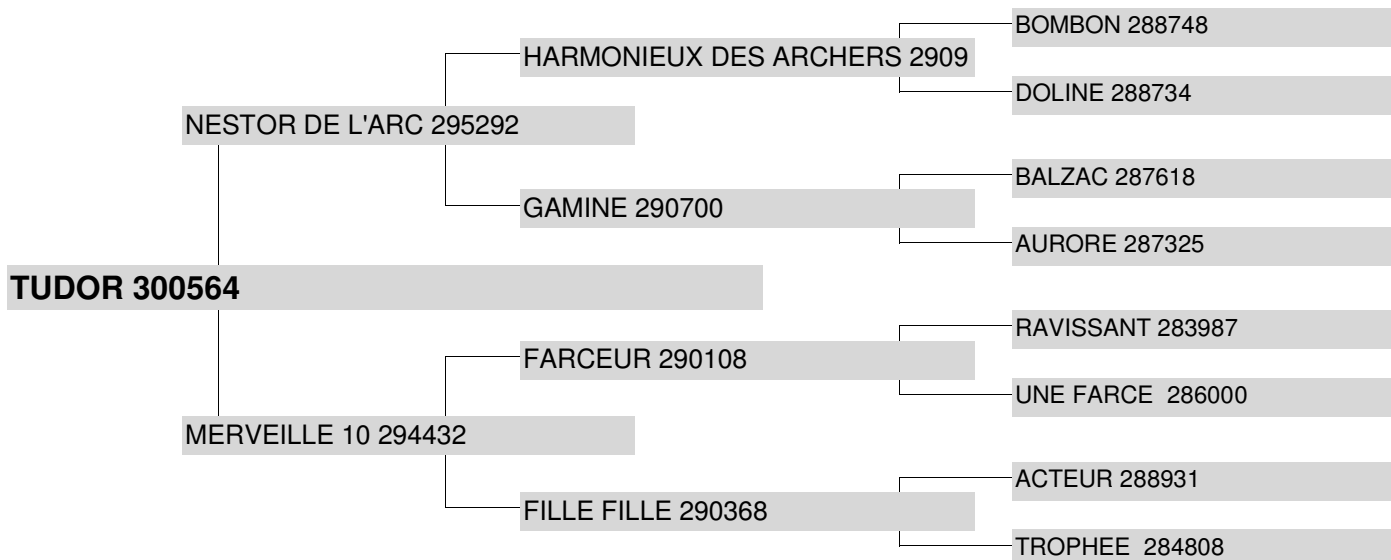 BOMBON 288748
HARMONIEUX DES ARCHERS 2909
DOLINE 288734
NESTOR DE L'ARC 295292
BALZAC 287618
GAMINE 290700
AURORE 287325
TUDOR 300564
RAVISSANT 283987
FARCEUR 290108
UNE FARCE  286000
MERVEILLE 10 294432
ACTEUR 288931
FILLE FILLE 290368
TROPHEE  284808